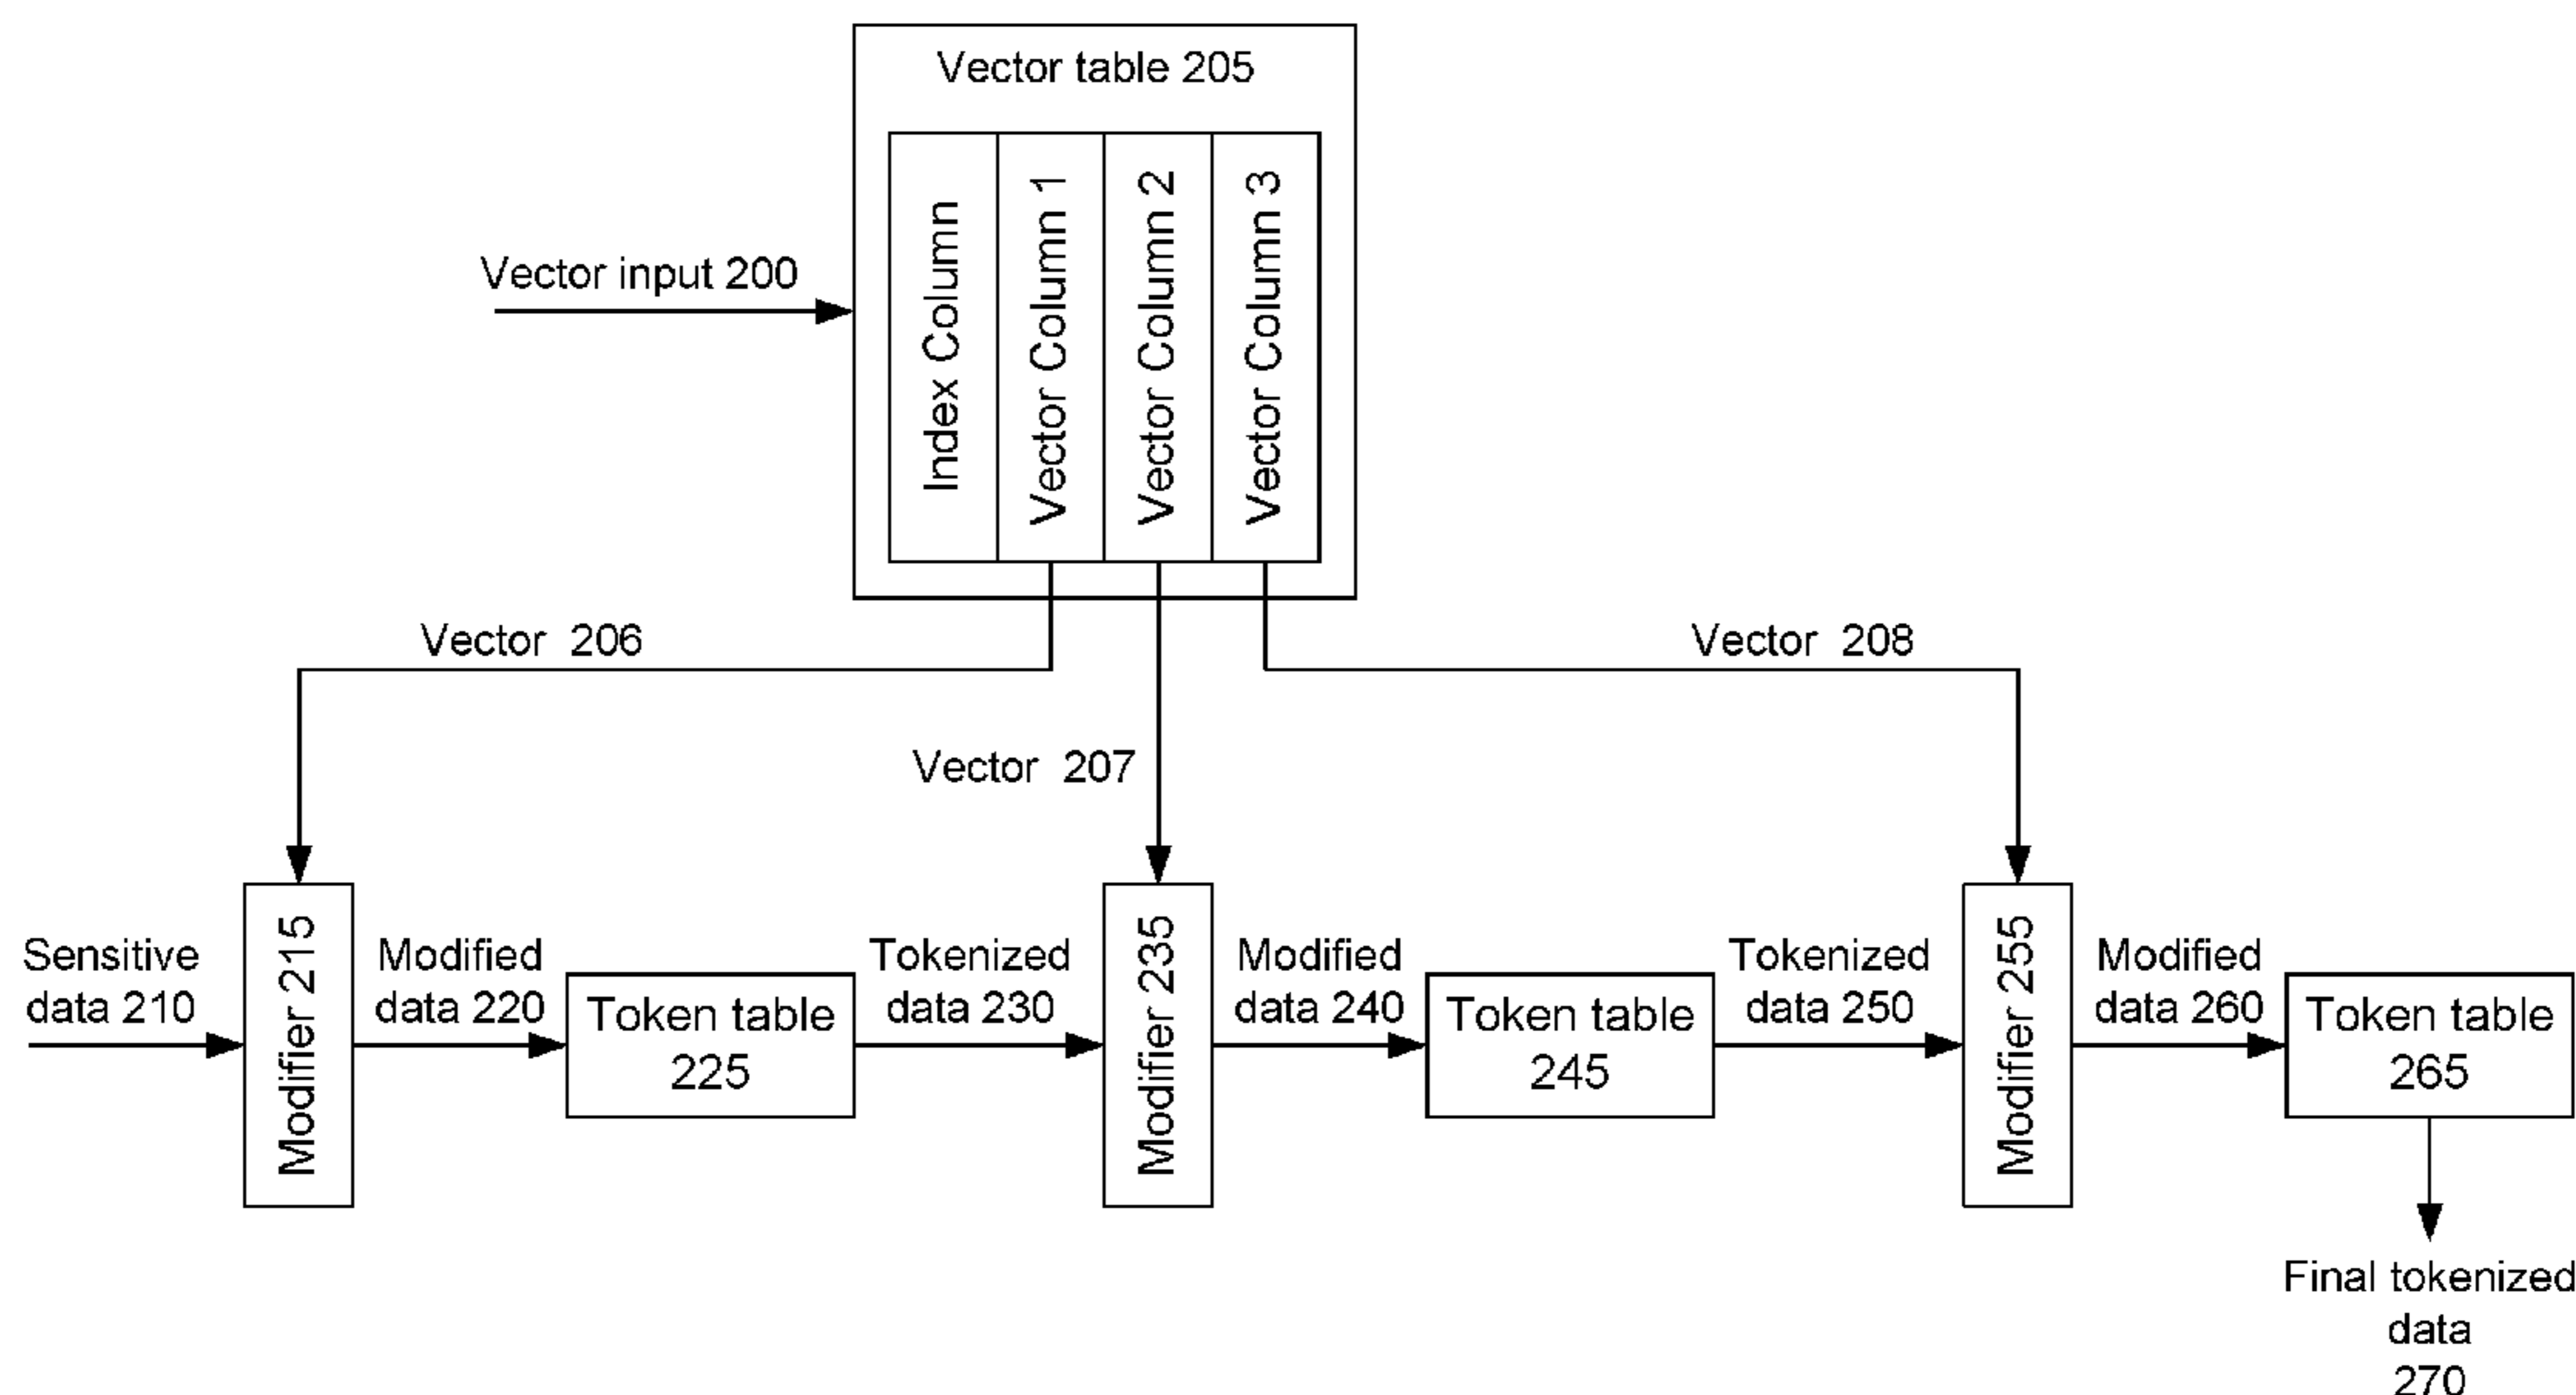 Vector table 205
Index Column
Vector Column 1
Vector Column 2
Vector Column 3
Vector input 200
Vector 206
Vector 208
Vector 207
Sensitive
data 210
Modifier 215
Modified
data 220
Token table
225
Tokenized
data 230
Modifier 235
Modified
data 240
Token table
245
Tokenized
data 250
Modifier 255
Modified
data 260
Token table
265
Final tokenized
data
270